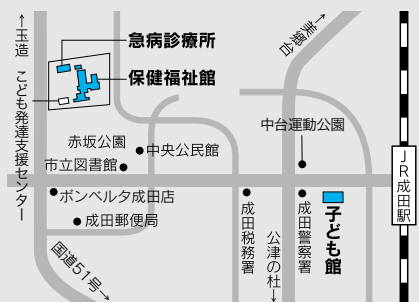 ↑玉造
こども発達支援センター
急病診療所
保健福祉館
↑美郷台
赤坂公園
中央公民館
市立図書館
中台運動公園
ボンベルタ成田店
成田郵便局
国道51号→
成田税務署
公津の杜→
成田警察署
子ども館
JR成田駅